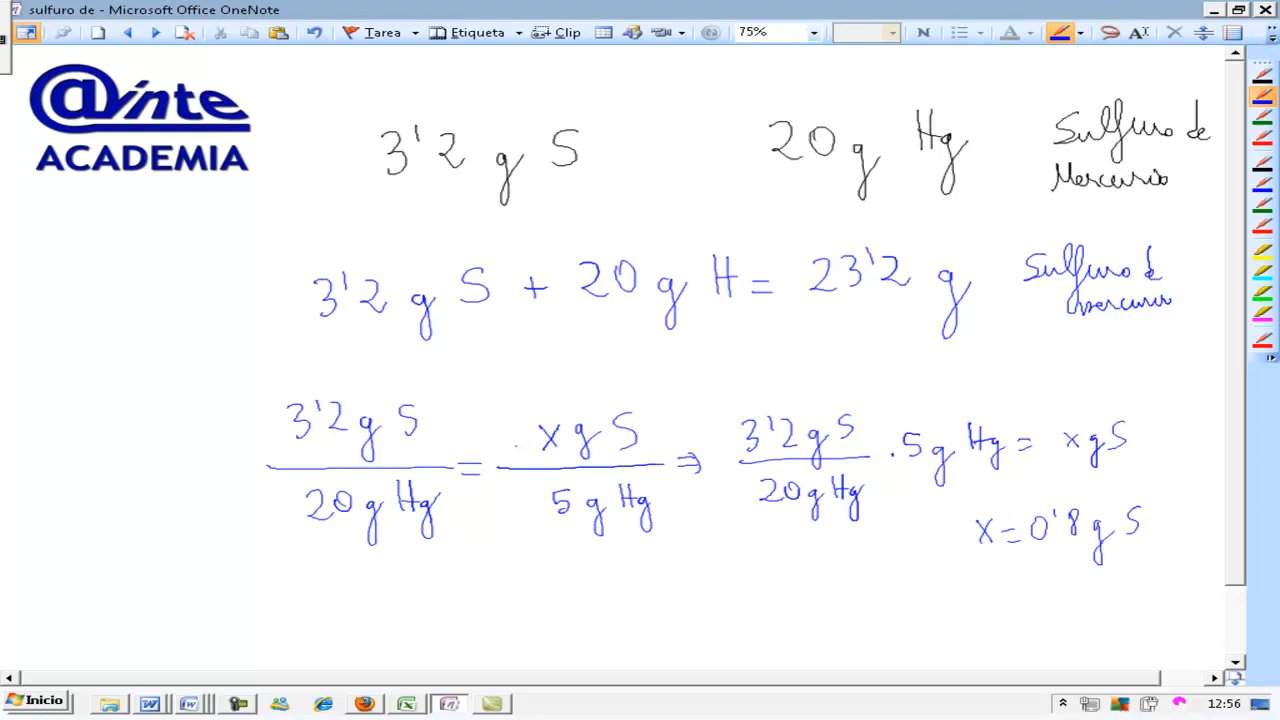 sulfuro de - Microsoft Office OneNote
Tarea Etiqueta Clip 75% N A
@inte
ACADEMIA
3'2 g S 20 g Hg Sulfuro de
Mercurio
3'2 g S + 20 g H = 23'2 g Sulfuro de
mercurio
3'2 g S / 20 g Hg = x g S / 5 g Hg ⇒ 3'2 g S / 20 g Hg . 5 g Hg = x g S
x = 0'8 g S
Inicio 12:56